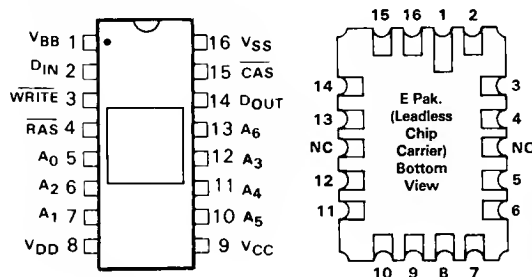 VBB 1
DIN 2
WRITE 3
RAS 4
A0 5
A2 6
A1 7
VDD 8
16 VSS
15 CAS
14 DOUT
13 A6
12 A3
11 A4
10 A5
9 VCC
15 16 1 2
14
13
NC
12
11
E Pak.
(Leadless
Chip
Carrier)
Bottom
View
3
4
NC
5
6
10 9 8 7